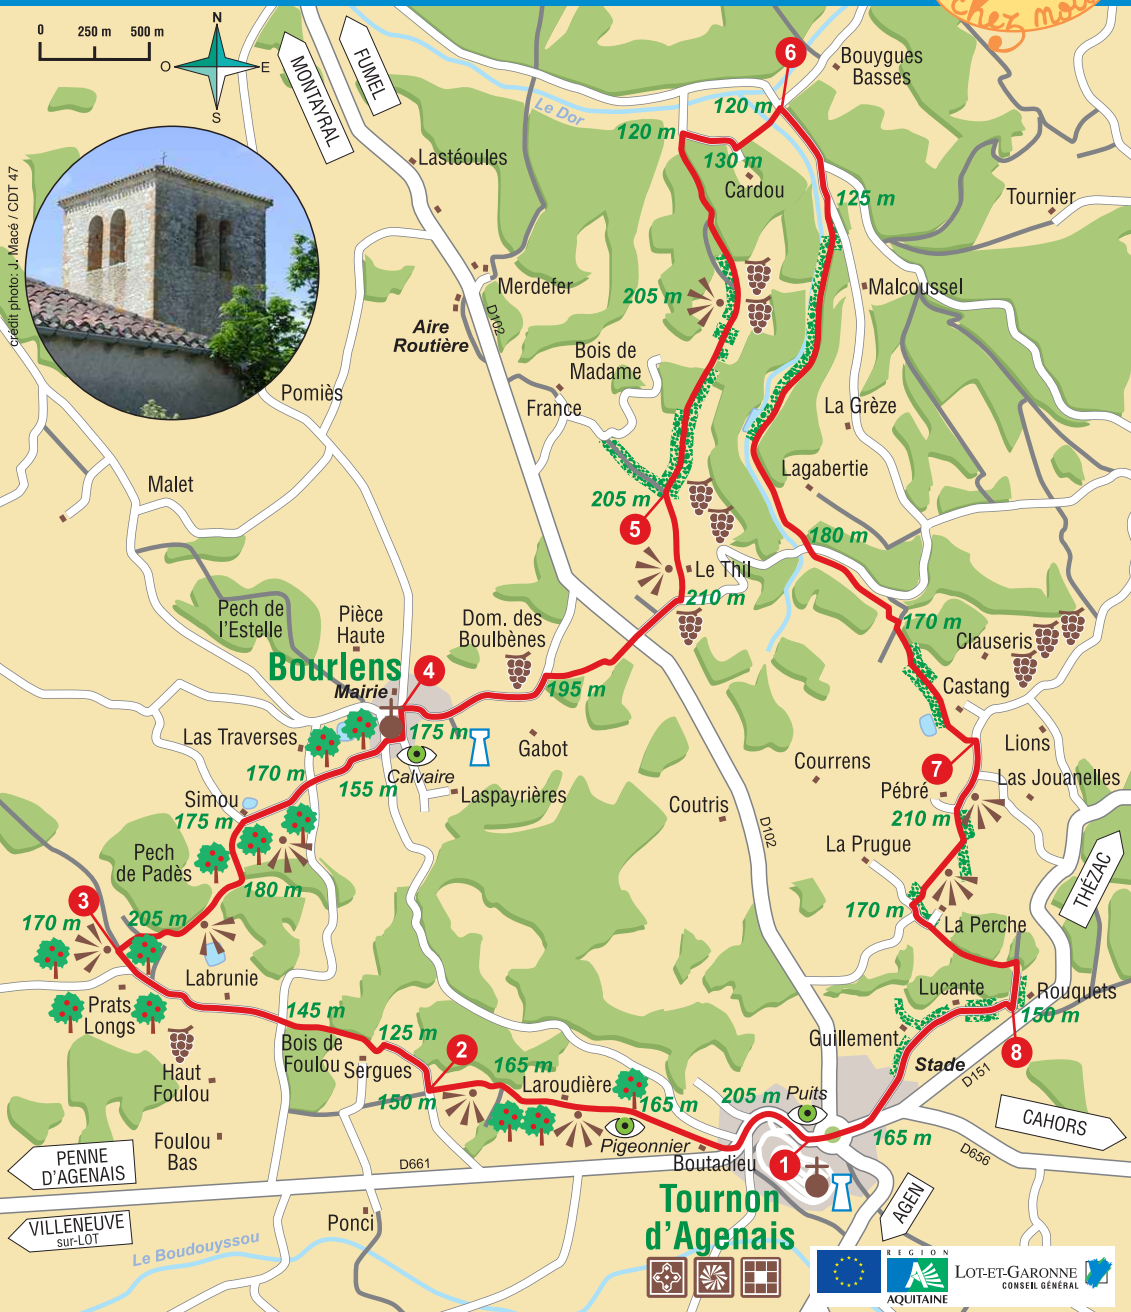 chez nous
0 250 m 500 m
N
O E
S
MONTAYRAL
FUMEL
crédit photo: J. Macé / CDT 47
Le Dor
6
Bouygues
Basses
120 m
120 m
130 m
Cardou
125 m
Tournier
Lastéoules
Merdefer
205 m
Malcoussel
D102
Aire
Routière
Bois de
Madame
Pomiès
France
La Grèze
Lagabertie
Malet
205 m
5
180 m
Le Thil
210 m
Pech de
l'Estelle
Pièce
Haute
Dom. des
Boulbènes
170 m
Clauseris
Bourlens
4
Mairie
195 m
Castang
Las Traverses
175 m
Gabot
Lions
170 m
155 m
Calvaire
Courrens
7
Las Jouanelles
Simou
Laspayrières
Coutris
Pébré
175 m
210 m
D102
Pech
de Padès
La Prugue
THÉZAC
180 m
3
170 m
205 m
170 m
La Perche
Labrunie
Lucante
Rouquets
Prats
Longs
145 m
150 m
Bois de
Foulou
125 m
2
Guillement
8
Sergues
165 m
Stade
D151
Haut
Foulou
150 m
Laroudière
165 m
205 m
Puits
CAHORS
Foulou
Bas
Pigeonnier
165 m
D656
PENNE
D'AGENAIS
D661
Boutadieu
1
AGEN
VILLENEUVE
sur-LOT
Ponci
Tournon
d'Agenais
Le Boudouyssou
REGION
AQUITAINE
LOT-ET-GARONNE
CONSEIL GÉNÉRAL